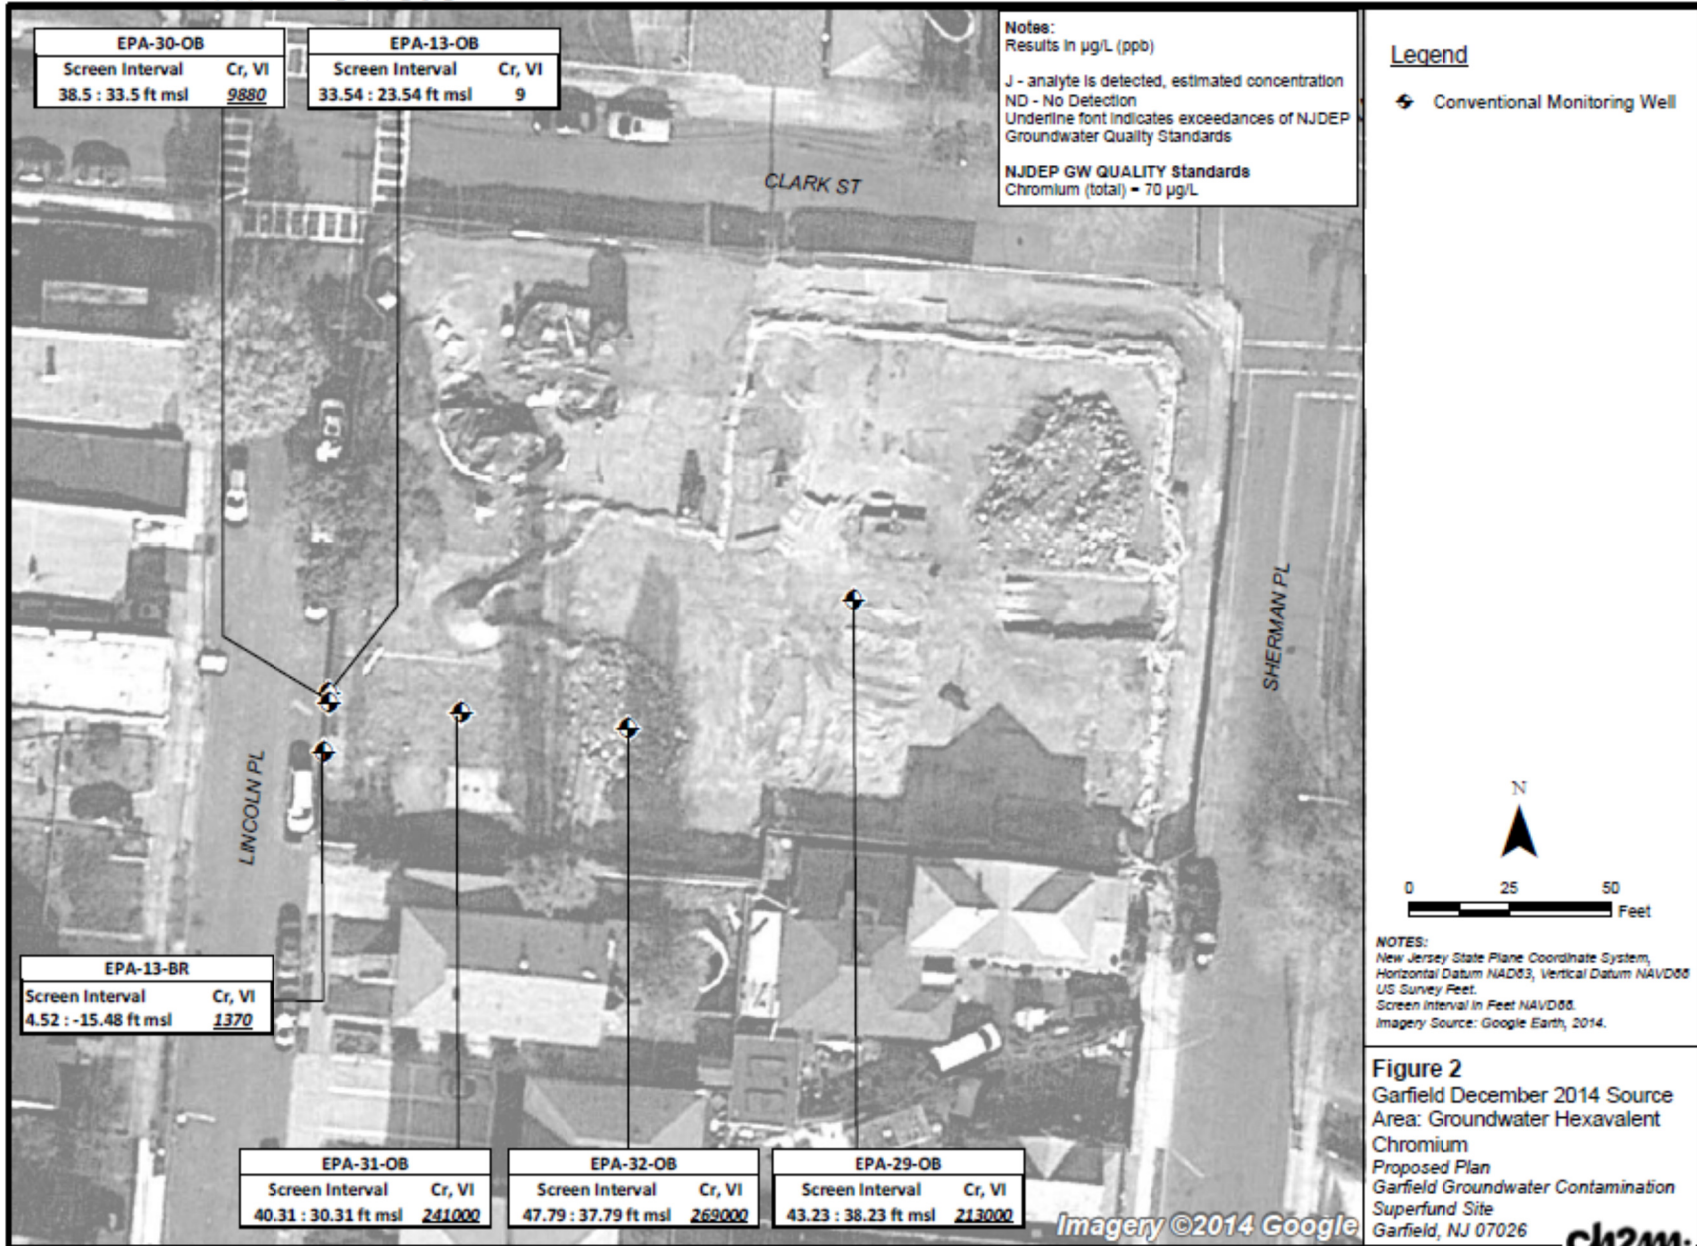 EPA-30-OB
Screen Interval Cr, VI
38.5 : 33.5 ft msl 9880
EPA-13-OB
Screen Interval Cr, VI
33.54 : 23.54 ft msl 9
Notes:
Results in µg/L (ppb)
J - analyte is detected, estimated concentration
ND - No Detection
Underline font indicates exceedances of NJDEP
Groundwater Quality Standards
NJDEP GW QUALITY Standards
Chromium (total) = 70 µg/L
Legend
Conventional Monitoring Well
CLARK ST
SHERMAN PL
LINCOLN PL
EPA-13-BR
Screen Interval Cr, VI
4.52 : -15.48 ft msl 1370
EPA-31-OB
Screen Interval Cr, VI
40.31 : 30.31 ft msl 241000
EPA-32-OB
Screen Interval Cr, VI
47.79 : 37.79 ft msl 269000
EPA-29-OB
Screen Interval Cr, VI
43.23 : 38.23 ft msl 213000
Imagery ©2014 Google
N
0 25 50
Feet
NOTES:
New Jersey State Plane Coordinate System,
Horizontal Datum NAD83, Vertical Datum NAVD88
US Survey Feet.
Screen Interval in Feet NAVD88.
Imagery Source: Google Earth, 2014.
Figure 2
Garfield December 2014 Source
Area: Groundwater Hexavalent
Chromium
Proposed Plan
Garfield Groundwater Contamination
Superfund Site
Garfield, NJ 07026
ch2m: